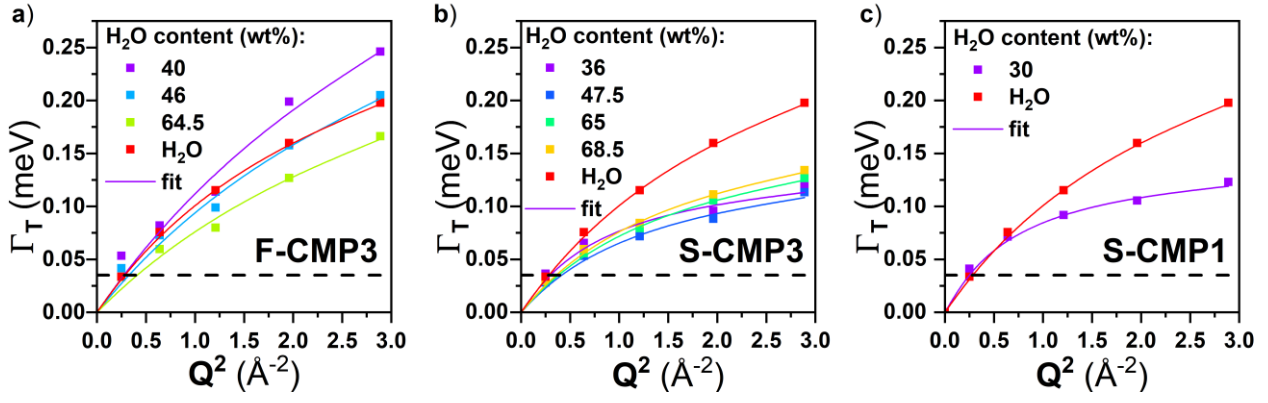 a)
H₂O content (wt%):
40
46
64.5
H₂O
fit
F-CMP3
Γ_T (meV)
0.25
0.20
0.15
0.10
0.05
0.00
0.0 0.5 1.0 1.5 2.0 2.5 3.0
Q² (Å⁻²)
b)
H₂O content (wt%):
36
47.5
65
68.5
H₂O
fit
S-CMP3
Γ_T (meV)
0.25
0.20
0.15
0.10
0.05
0.00
0.0 0.5 1.0 1.5 2.0 2.5 3.0
Q² (Å⁻²)
c)
H₂O content (wt%):
30
H₂O
fit
S-CMP1
Γ_T (meV)
0.25
0.20
0.15
0.10
0.05
0.00
0.0 0.5 1.0 1.5 2.0 2.5 3.0
Q² (Å⁻²)